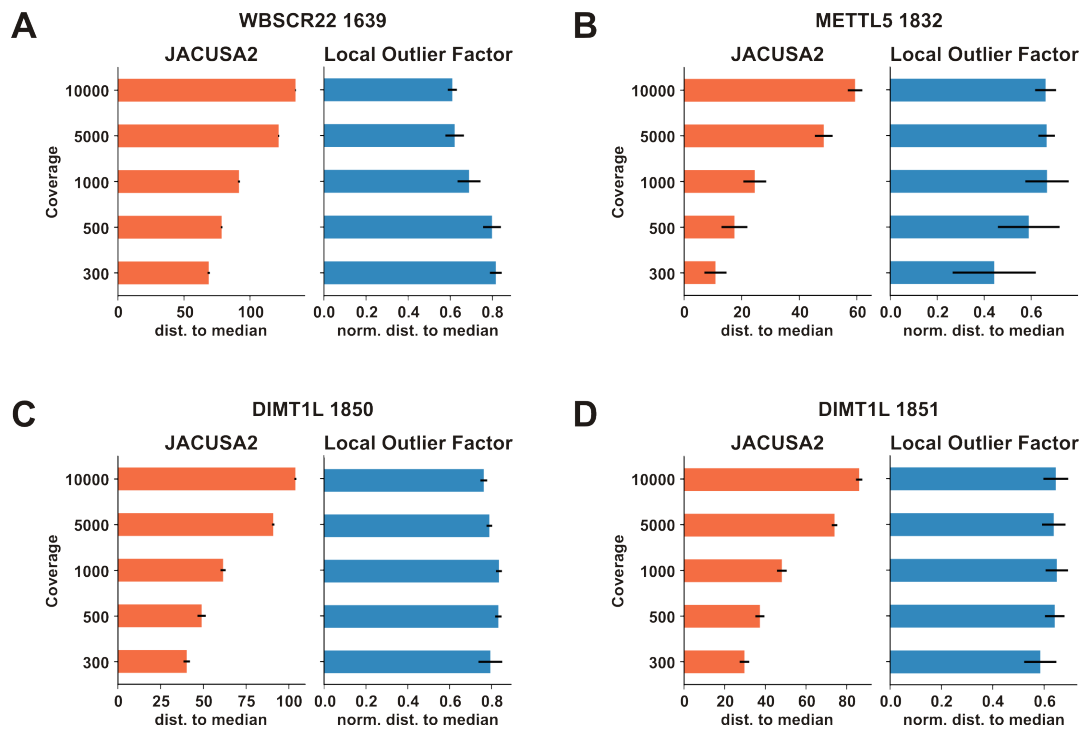 A
WBSCR22 1639
JACUSA2
Local Outlier Factor
Coverage
10000
5000
1000
500
300
0 50 100
dist. to median
0.0 0.2 0.4 0.6 0.8
norm. dist. to median
B
METTL5 1832
JACUSA2
Local Outlier Factor
Coverage
10000
5000
1000
500
300
0 20 40 60
dist. to median
0.0 0.2 0.4 0.6
norm. dist. to median
C
DIMT1L 1850
JACUSA2
Local Outlier Factor
Coverage
10000
5000
1000
500
300
0 25 50 75 100
dist. to median
0.0 0.2 0.4 0.6 0.8
norm. dist. to median
D
DIMT1L 1851
JACUSA2
Local Outlier Factor
Coverage
10000
5000
1000
500
300
0 20 40 60 80
dist. to median
0.0 0.2 0.4 0.6
norm. dist. to median